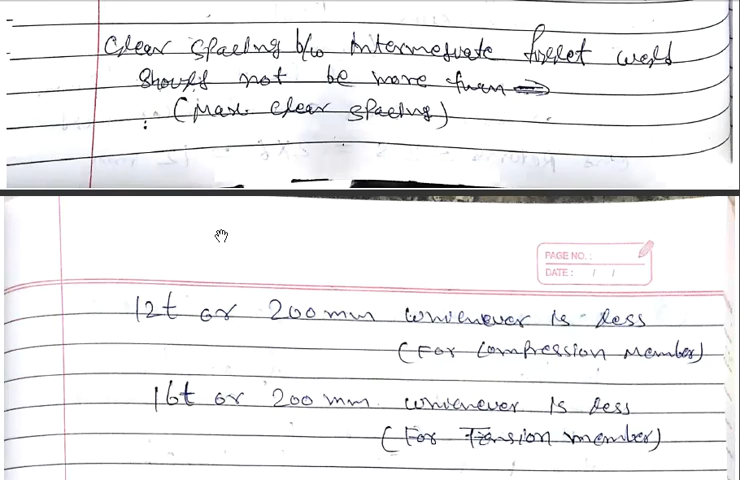 Clear spacing b/w Intermediate fillet weld
should not be more than ⇒
(Max. clear spacing)
PAGE NO.:
DATE: / /
12t or 200 mm whichever is less
(For Compression Member)
16t or 200 mm whichever is less
(For Tension member)